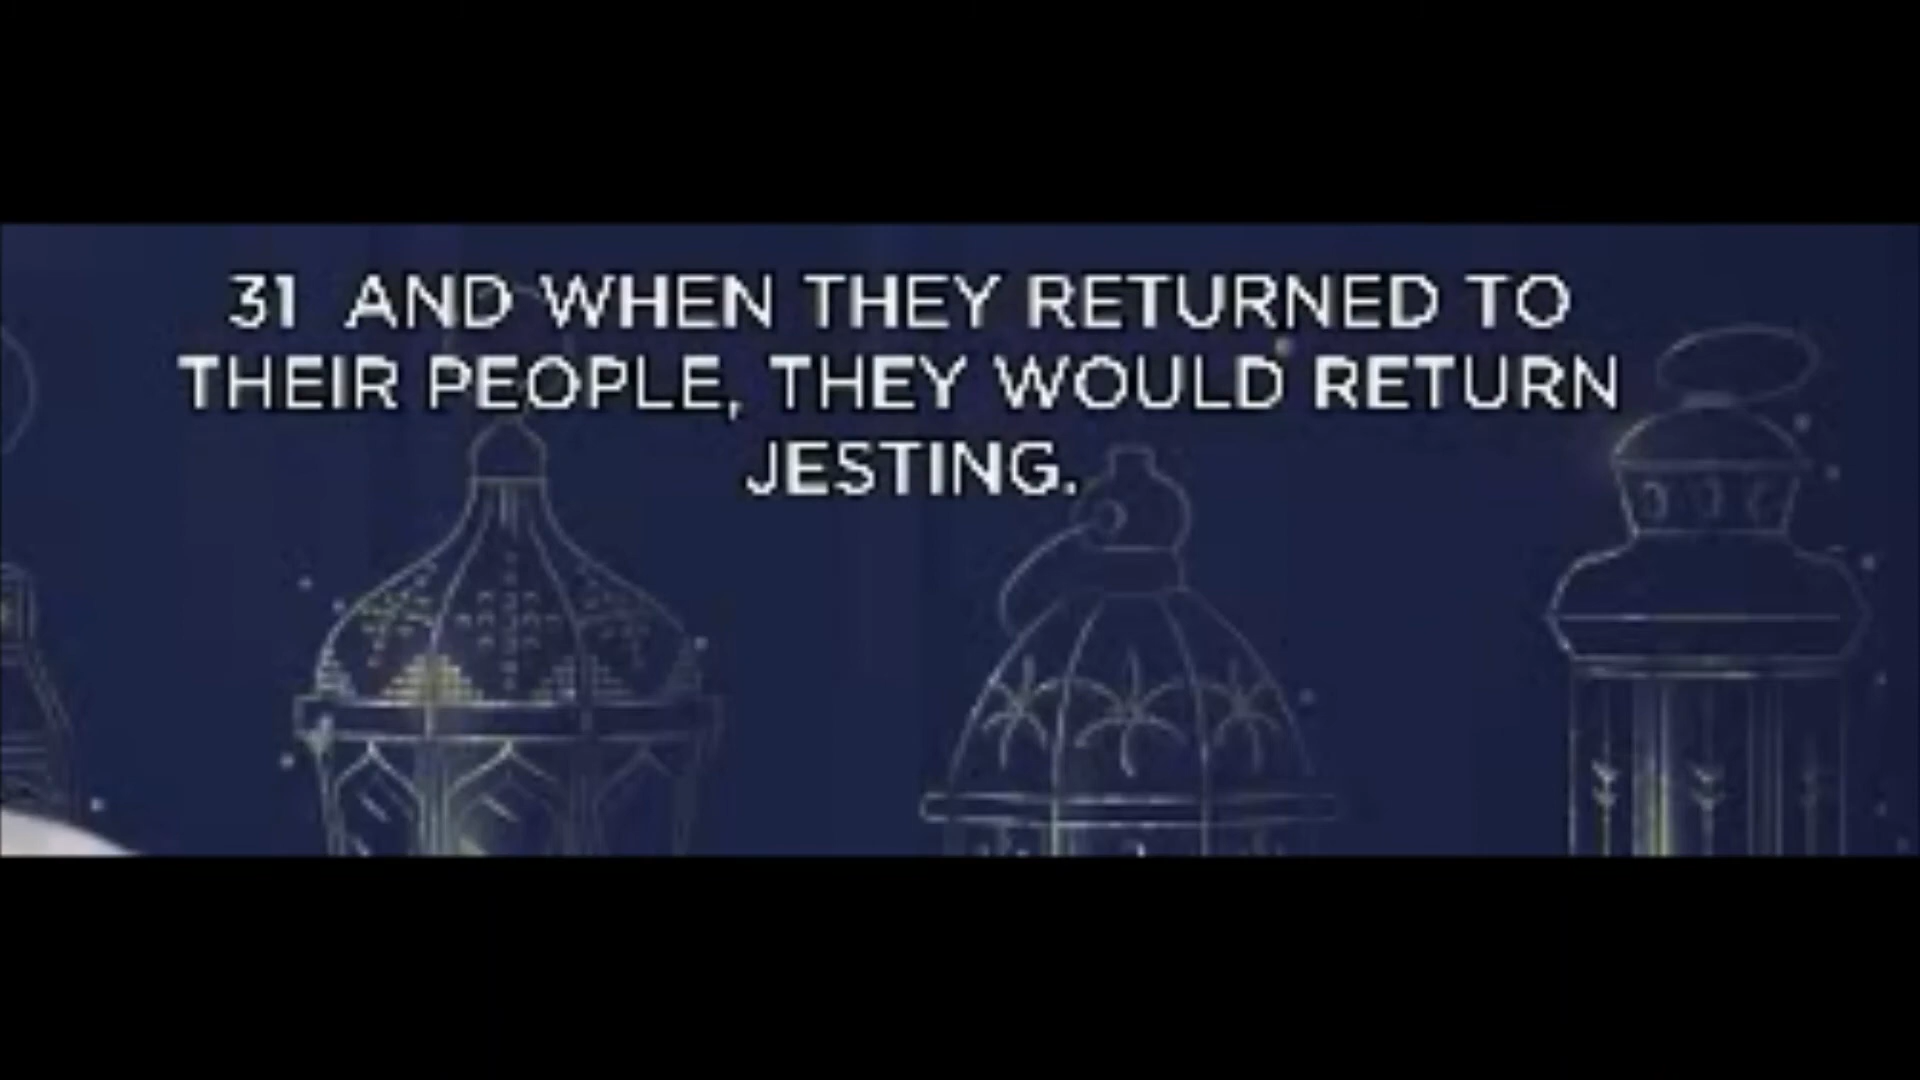 31 AND WHEN THEY RETURNED TO
THEIR PEOPLE, THEY WOULD RETURN
JESTING.